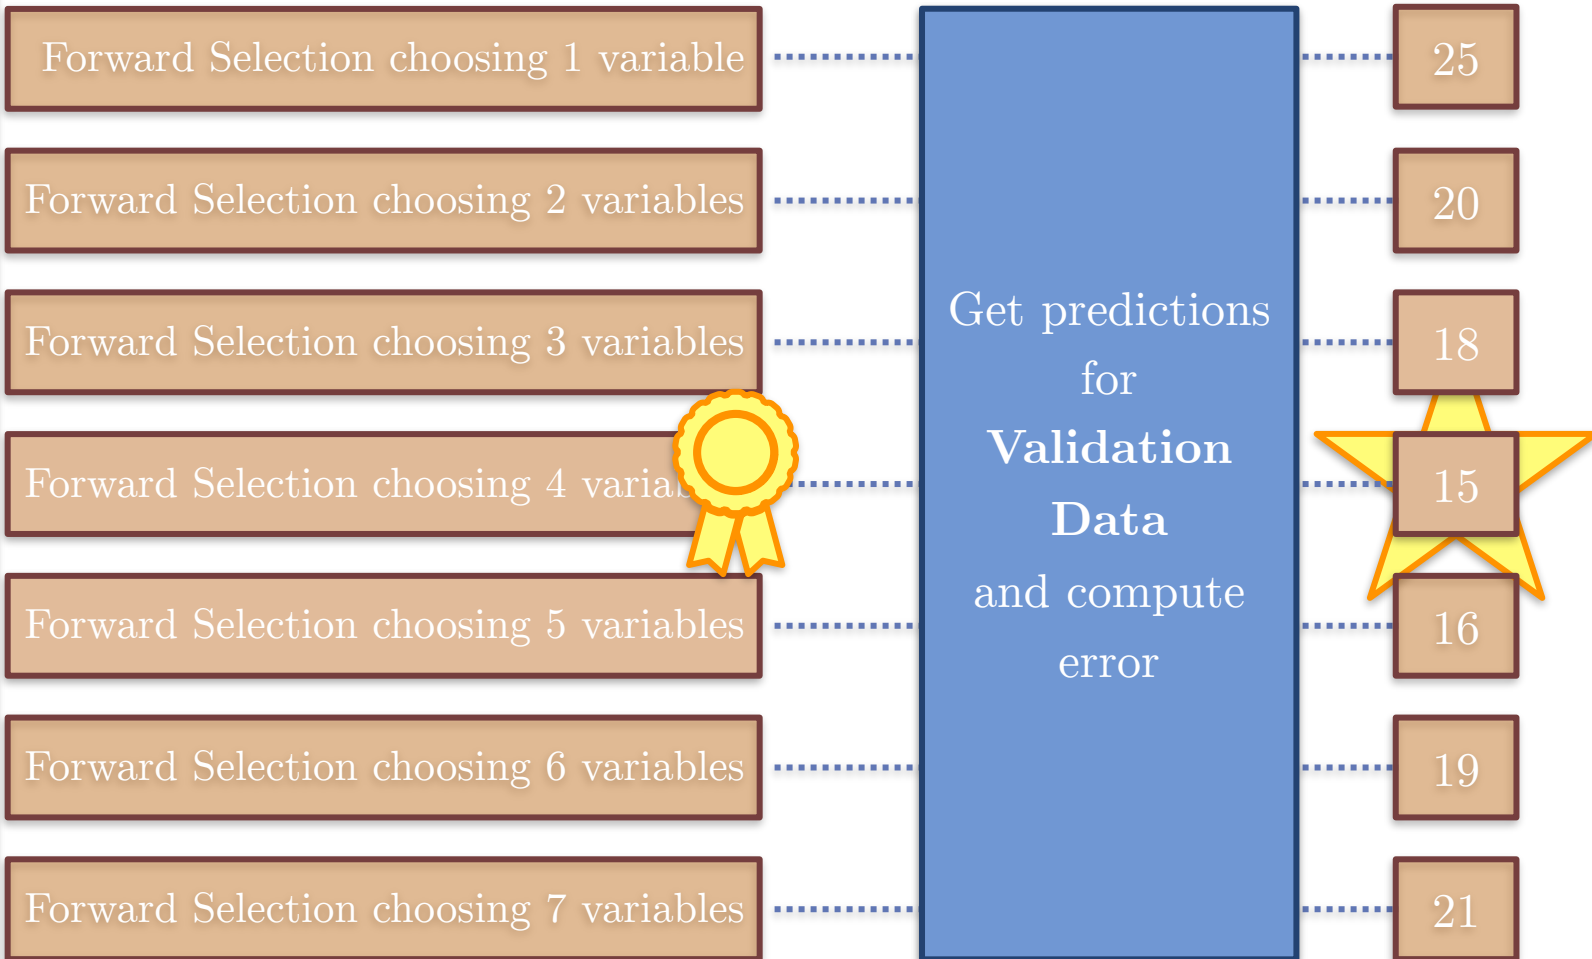 Forward Selection choosing 1 variable
25
Forward Selection choosing 2 variables
20
Forward Selection choosing 3 variables
18
Forward Selection choosing 4
15
Forward Selection choosing 5 variables
16
Forward Selection choosing 6 variables
19
Forward Selection choosing 7 variables
21
Get predictions
for
Validation
Data
and compute
error